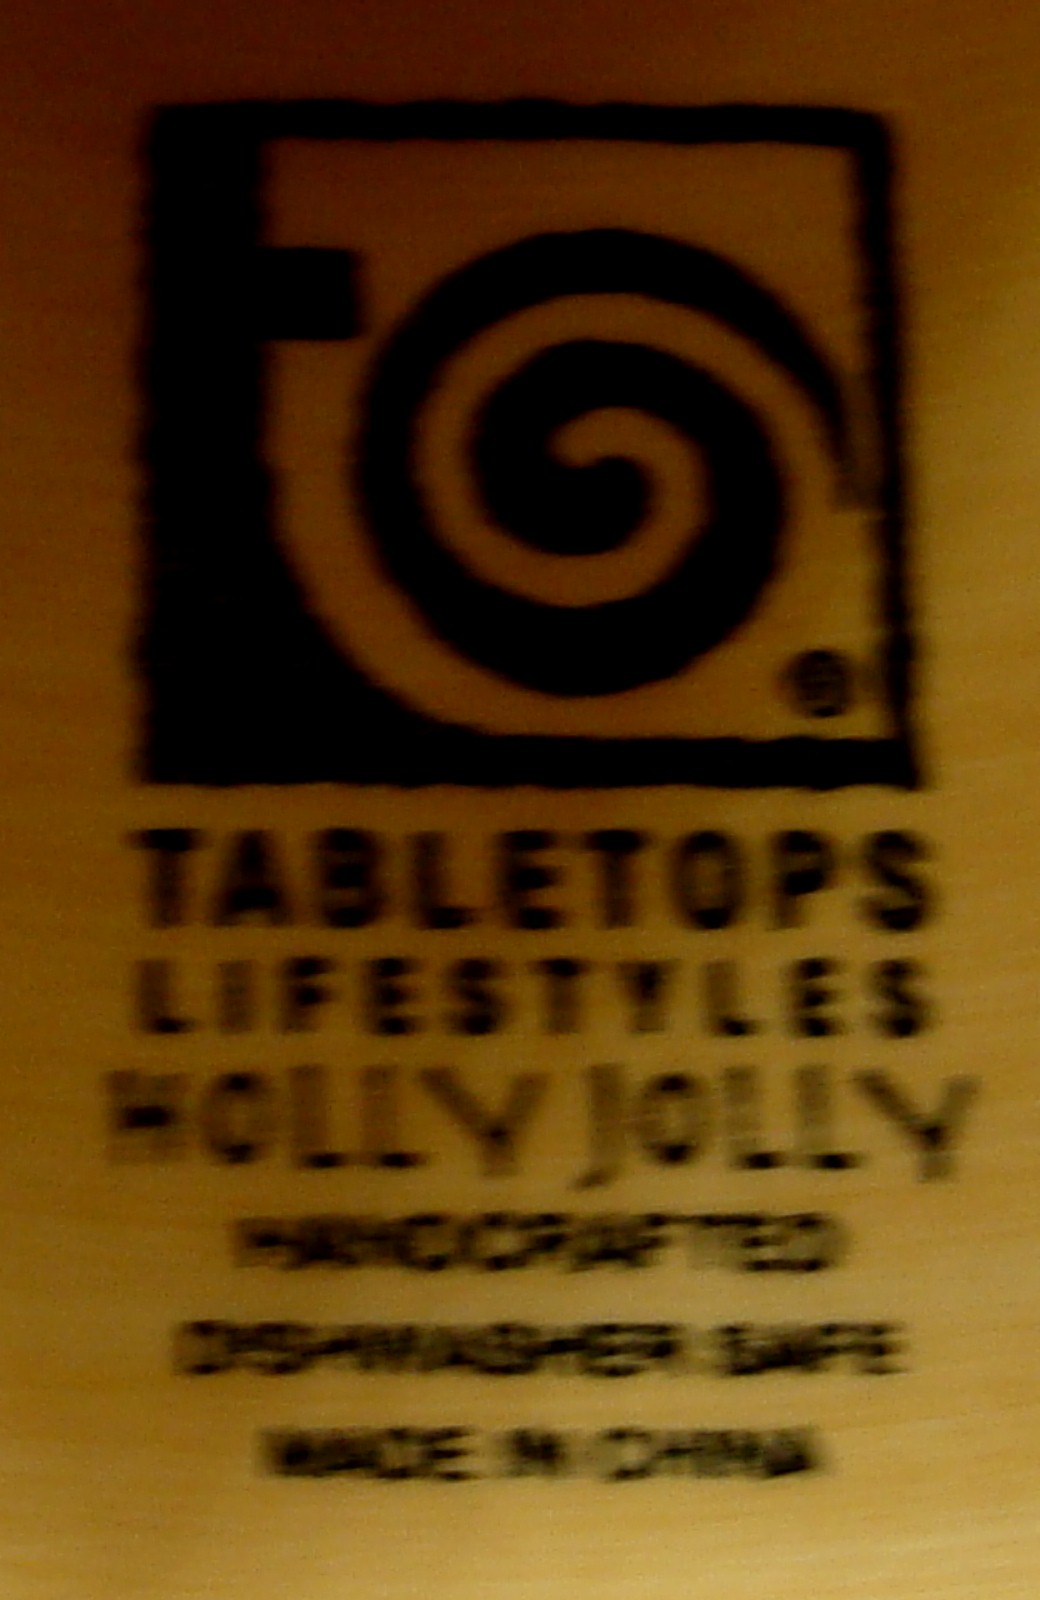 ®
TABLETOPS
LIFESTYLES
HOLLY JOLLY
HANDCRAFTED
DISHWASHER SAFE
MADE IN CHINA